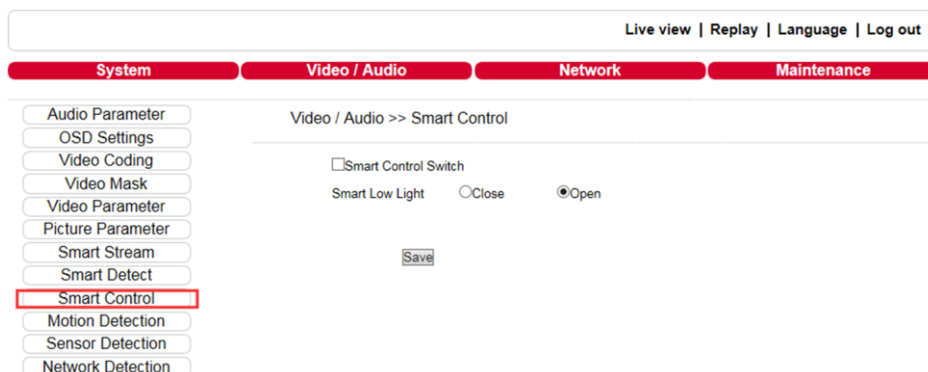 Live view | Replay | Language | Log out
System Video / Audio Network Maintenance
Audio Parameter
OSD Settings
Video Coding
Video Mask
Video Parameter
Picture Parameter
Smart Stream
Smart Detect
Smart Control
Motion Detection
Sensor Detection
Network Detection
Video / Audio >> Smart Control
Smart Control Switch
Smart Low Light Close Open
Save